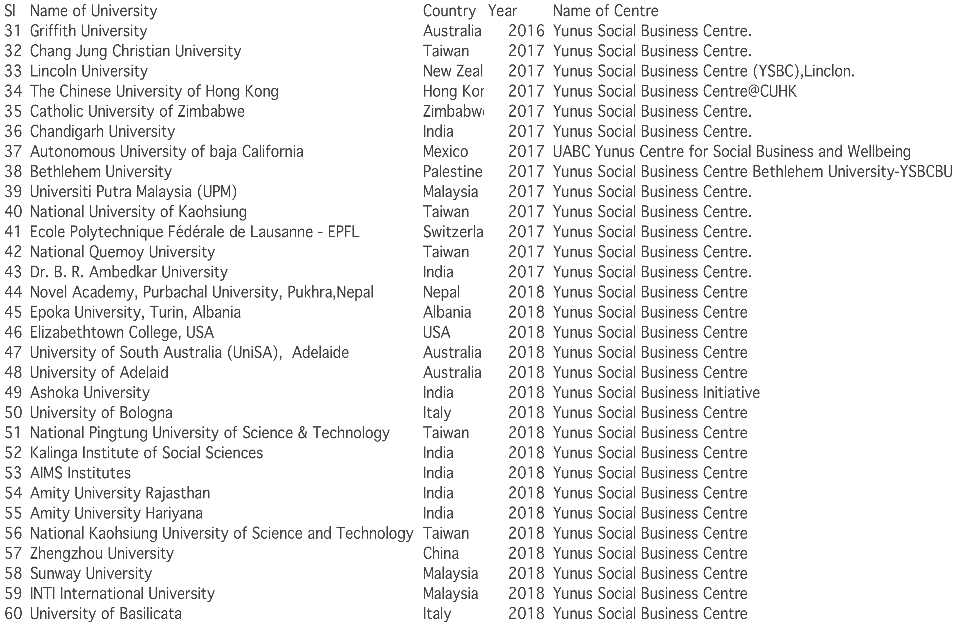 Sl Name of University Country Year Name of Centre
31 Griffith University Australia 2016 Yunus Social Business Centre.
32 Chang Jung Christian University Taiwan 2017 Yunus Social Business Centre.
33 Lincoln University New Zeal 2017 Yunus Social Business Centre (YSBC),Linclon.
34 The Chinese University of Hong Kong Hong Kor 2017 Yunus Social Business Centre@CUHK
35 Catholic University of Zimbabwe Zimbabw 2017 Yunus Social Business Centre.
36 Chandigarh University India 2017 Yunus Social Business Centre.
37 Autonomous University of baja California Mexico 2017 UABC Yunus Centre for Social Business and Wellbeing
38 Bethlehem University Palestine 2017 Yunus Social Business Centre Bethlehem University-YSBCBU
39 Universiti Putra Malaysia (UPM) Malaysia 2017 Yunus Social Business Centre.
40 National University of Kaohsiung Taiwan 2017 Yunus Social Business Centre.
41 Ecole Polytechnique Fédérale de Lausanne - EPFL Switzerla 2017 Yunus Social Business Centre.
42 National Quemoy University Taiwan 2017 Yunus Social Business Centre.
43 Dr. B. R. Ambedkar University India 2017 Yunus Social Business Centre.
44 Novel Academy, Purbachal University, Pukhra,Nepal Nepal 2018 Yunus Social Business Centre
45 Epoka University, Turin, Albania Albania 2018 Yunus Social Business Centre
46 Elizabethtown College, USA USA 2018 Yunus Social Business Centre
47 University of South Australia (UniSA), Adelaide Australia 2018 Yunus Social Business Centre
48 University of Adelaid Australia 2018 Yunus Social Business Centre
49 Ashoka University India 2018 Yunus Social Business Initiative
50 University of Bologna Italy 2018 Yunus Social Business Centre
51 National Pingtung University of Science & Technology Taiwan 2018 Yunus Social Business Centre
52 Kalinga Institute of Social Sciences India 2018 Yunus Social Business Centre
53 AIMS Institutes India 2018 Yunus Social Business Centre
54 Amity University Rajasthan India 2018 Yunus Social Business Centre
55 Amity University Hariyana India 2018 Yunus Social Business Centre
56 National Kaohsiung University of Science and Technology Taiwan 2018 Yunus Social Business Centre
57 Zhengzhou University China 2018 Yunus Social Business Centre
58 Sunway University Malaysia 2018 Yunus Social Business Centre
59 INTI International University Malaysia 2018 Yunus Social Business Centre
60 University of Basilicata Italy 2018 Yunus Social Business Centre